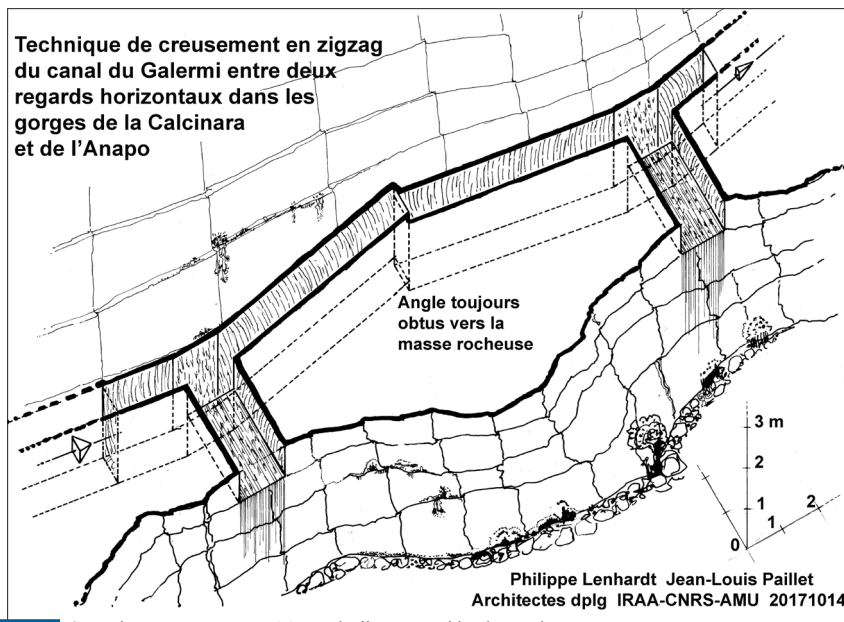 Technique de creusement en zigzag
du canal du Galermi entre deux
regards horizontaux dans les
gorges de la Calcinara
et de l'Anapo
Angle toujours
obtus vers la
masse rocheuse
3 m
2
1
0
1
2
Philippe Lenhardt Jean-Louis Paillet
Architectes dplg IRAA-CNRS-AMU 20171014